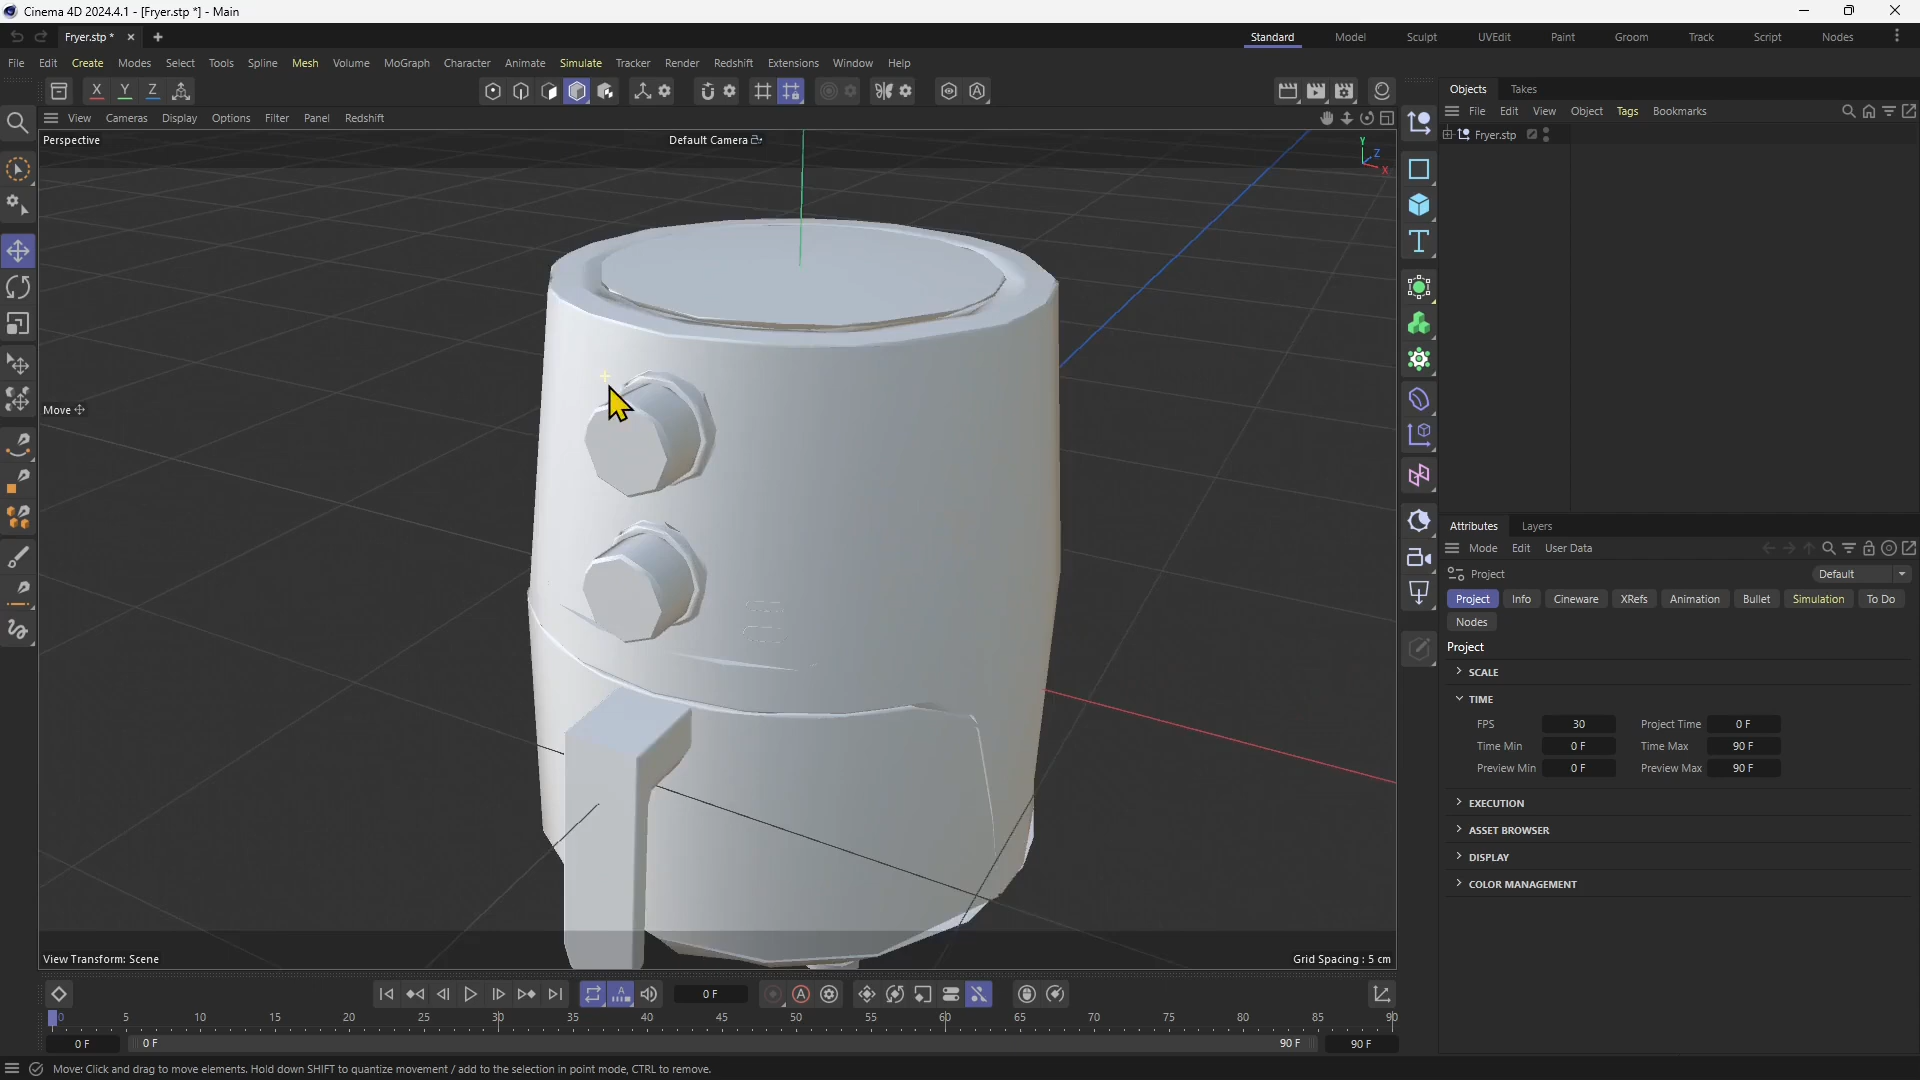 Cinema 4D 2024.4.1 - [Fryer.stp *] - Main
Fryer.stp *
Standard Model Sculpt UVEdit Paint Groom Track Script Nodes
File Edit Create Modes Select Tools Spline Mesh Volume MoGraph Character Animate Simulate Tracker Render Redshift Extensions Window Help
X Y Z
Objects Takes
View Cameras Display Options Filter Panel Redshift
File Edit View Object Tags Bookmarks
Perspective
Default Camera
Y
Z
X
Fryer.stp
Move
Attributes Layers
Mode Edit User Data
Project
Default
Project Info Cineware XRefs Animation Bullet Simulation To Do
Nodes
Project
SCALE
TIME
FPS 30 Project Time 0 F
Time Min 0 F Time Max 90 F
Preview Min 0 F Preview Max 90 F
EXECUTION
ASSET BROWSER
DISPLAY
COLOR MANAGEMENT
View Transform: Scene
Grid Spacing : 5 cm
0 F
0 5 10 15 20 25 30 35 40 45 50 55 60 65 70 75 80 85 90
0 F 0 F 90 F 90 F
Move: Click and drag to move elements. Hold down SHIFT to quantize movement / add to the selection in point mode, CTRL to remove.